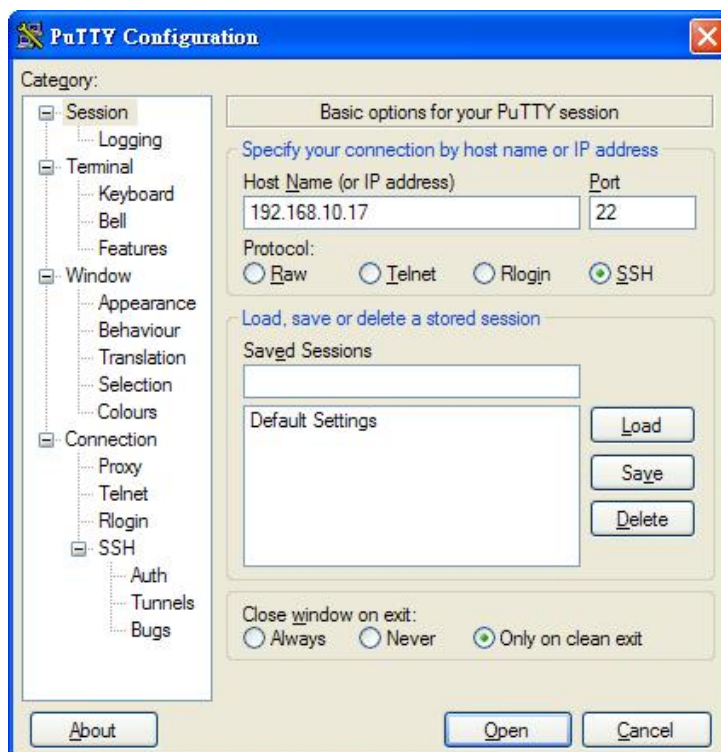 PuTTY Configuration
Category:
Session
Logging
Terminal
Keyboard
Bell
Features
Window
Appearance
Behaviour
Translation
Selection
Colours
Connection
Proxy
Telnet
Rlogin
SSH
Auth
Tunnels
Bugs
Basic options for your PuTTY session
Specify your connection by host name or IP address
Host Name (or IP address) Port
192.168.10.17 22
Protocol:
Raw Telnet Rlogin SSH
Load, save or delete a stored session
Saved Sessions
Default Settings
Load
Save
Delete
Close window on exit:
Always Never Only on clean exit
About Open Cancel